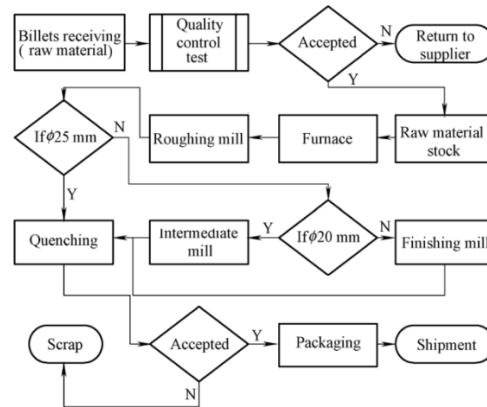 Billets receiving
( raw material)
Quality
control
test
Accepted
N
Return to
supplier
Y
If ϕ25 mm
N
Roughing mill
Furnace
Raw material
stock
Y
Quenching
Intermediate
mill
Y
If ϕ20 mm
N
Finishing mill
Scrap
Accepted
Y
Packaging
Shipment
N